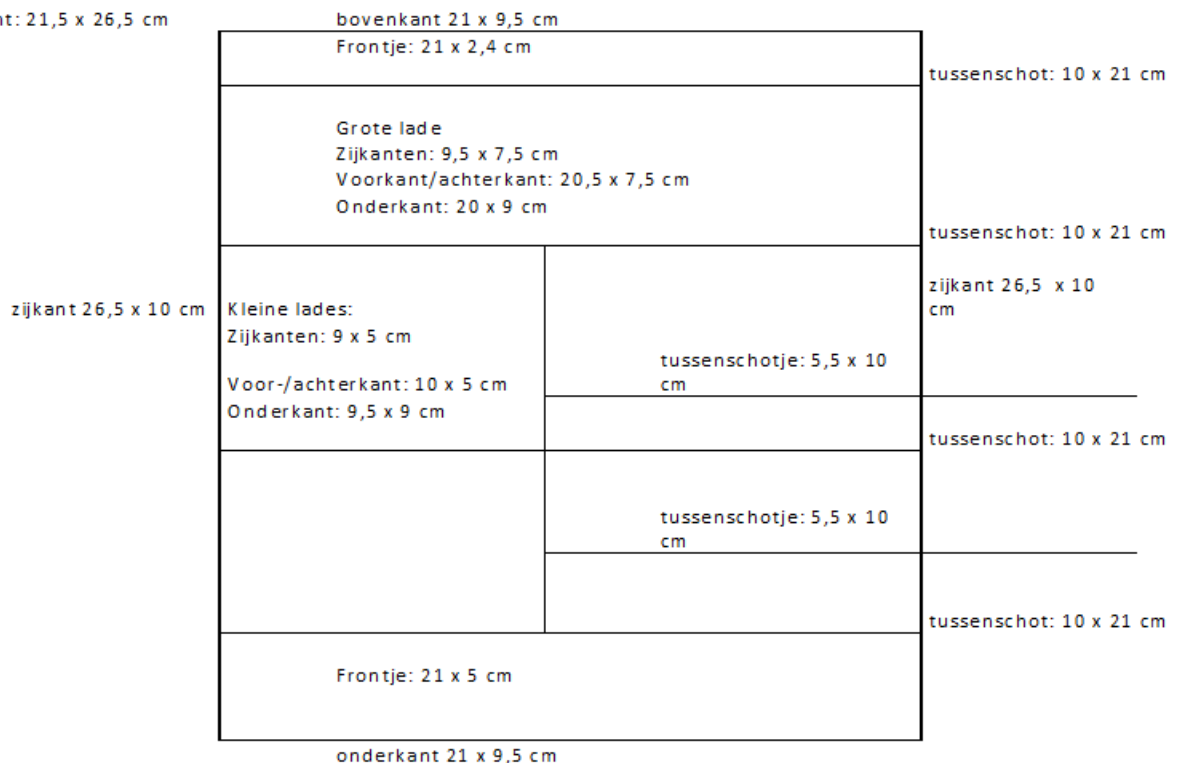 nt: 21,5 x 26,5 cm
bovenkant 21 x 9,5 cm
Frontje: 21 x 2,4 cm
tussenschot: 10 x 21 cm
Grote lade
Zijkanten: 9,5 x 7,5 cm
Voorkant/achterkant: 20,5 x 7,5 cm
Onderkant: 20 x 9 cm
tussenschot: 10 x 21 cm
zijkant 26,5 x 10 cm
Kleine lades:
Zijkanten: 9 x 5 cm
Voor-/achterkant: 10 x 5 cm
Onderkant: 9,5 x 9 cm
zijkant 26,5 x 10
cm
tussenschotje: 5,5 x 10
cm
tussenschot: 10 x 21 cm
tussenschotje: 5,5 x 10
cm
tussenschot: 10 x 21 cm
Frontje: 21 x 5 cm
onderkant 21 x 9,5 cm